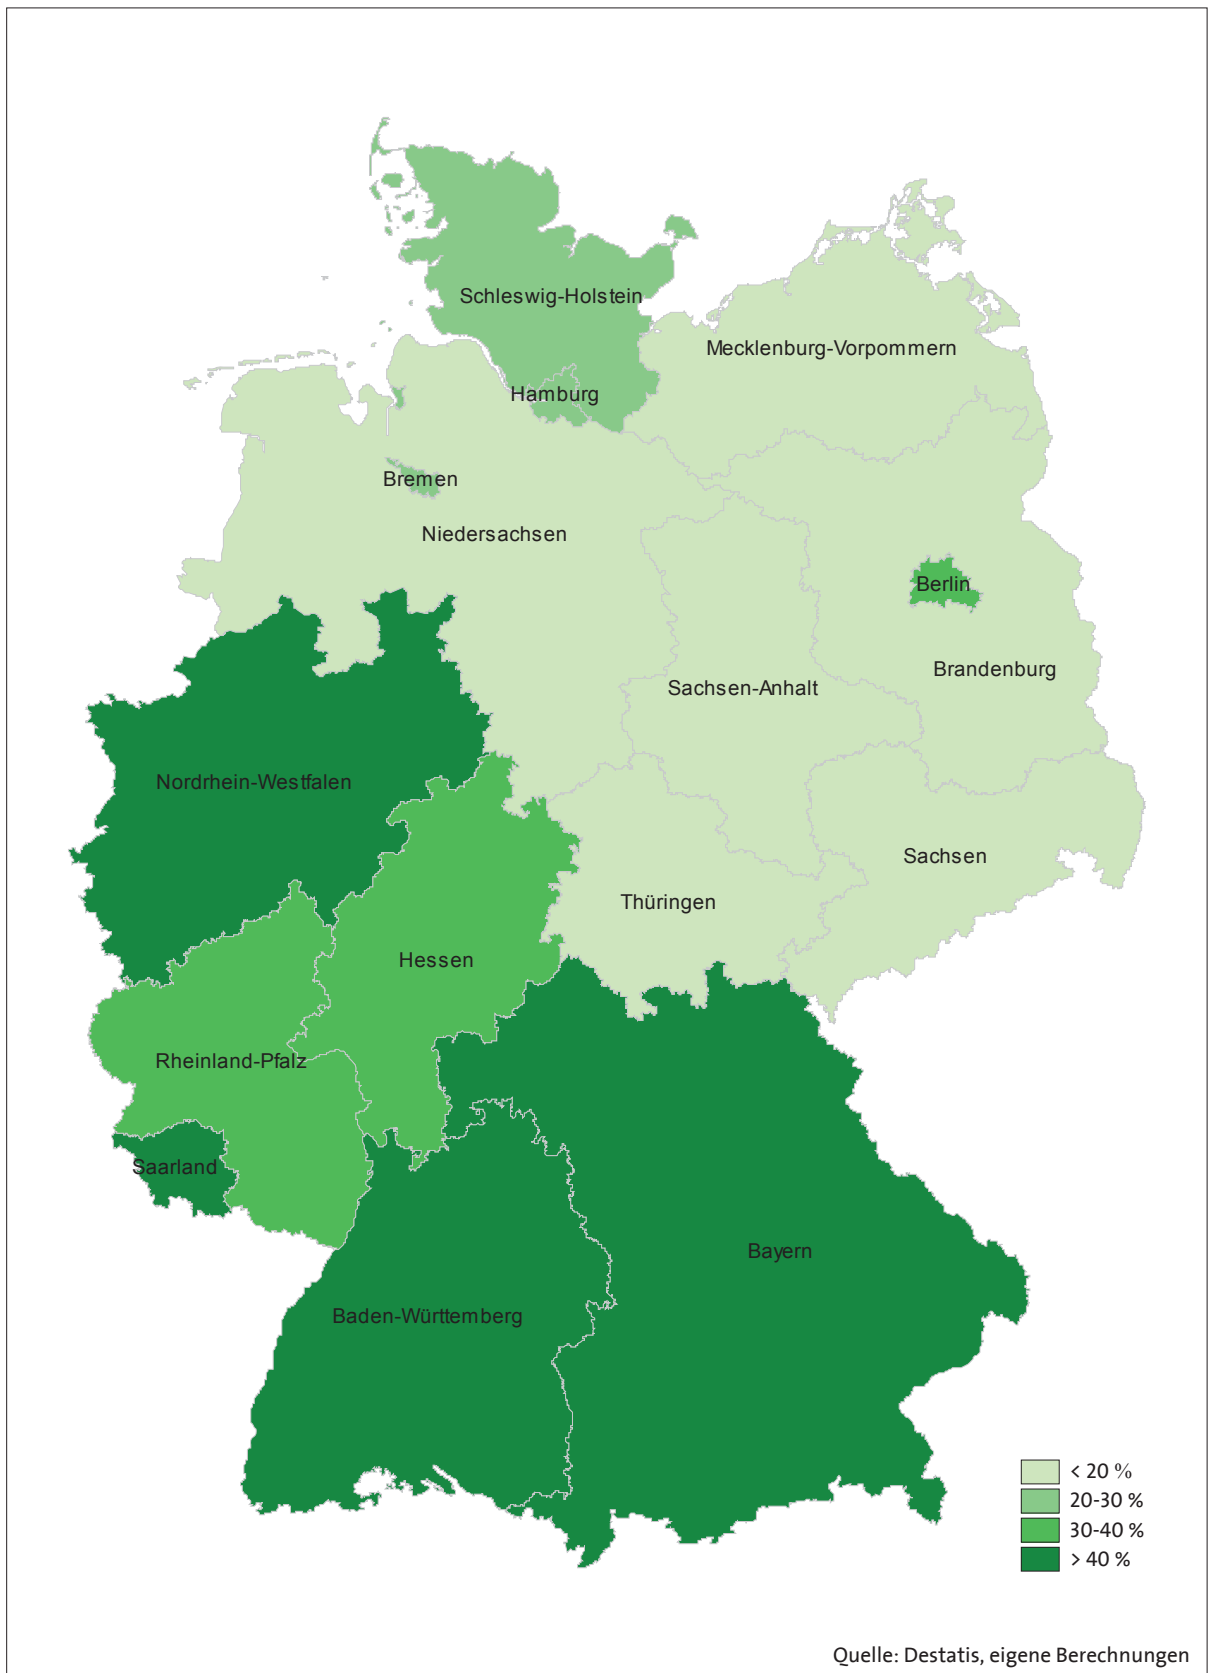 Schleswig-Holstein
Mecklenburg-Vorpommern
Hamburg
Bremen
Niedersachsen
Berlin
Brandenburg
Sachsen-Anhalt
Nordrhein-Westfalen
Sachsen
Thüringen
Hessen
Rheinland-Pfalz
Saarland
Bayern
Baden-Württemberg
< 20 %
20-30 %
30-40 %
> 40 %
Quelle: Destatis, eigene Berechnungen